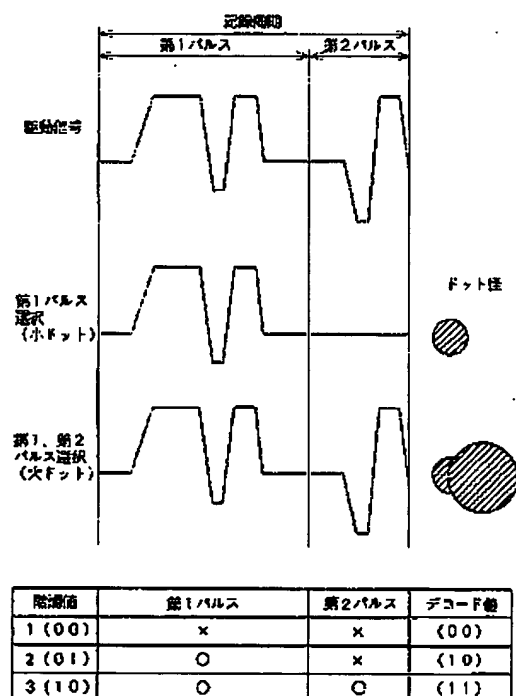 記録周期
第1パルス
第2パルス
駆動信号
第1パルス
選択
(小ドット)
ドット径
第1、第2
パルス選択
(大ドット)
階調値 第1パルス 第2パルス デコード値
1(00) × × (00)
2(01) ○ × (10)
3(10) ○ ○ (11)